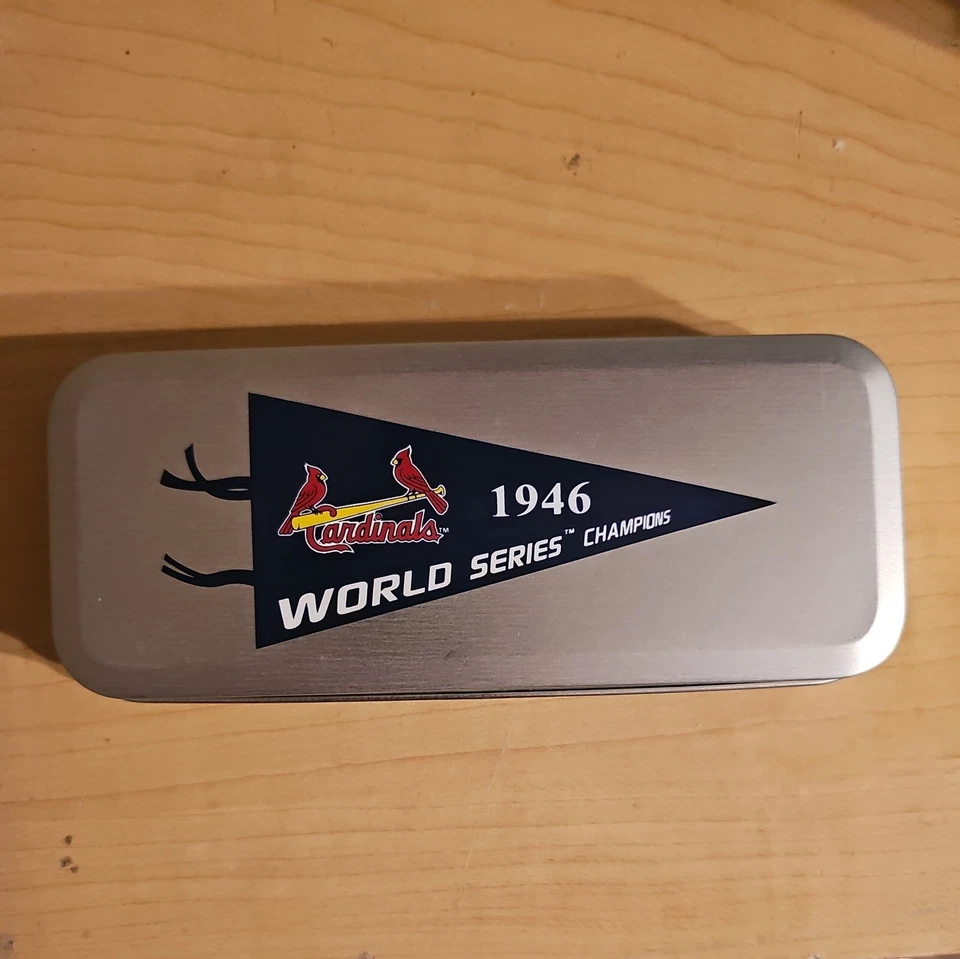 Cardinals™
1946
WORLD SERIES™ CHAMPIONS